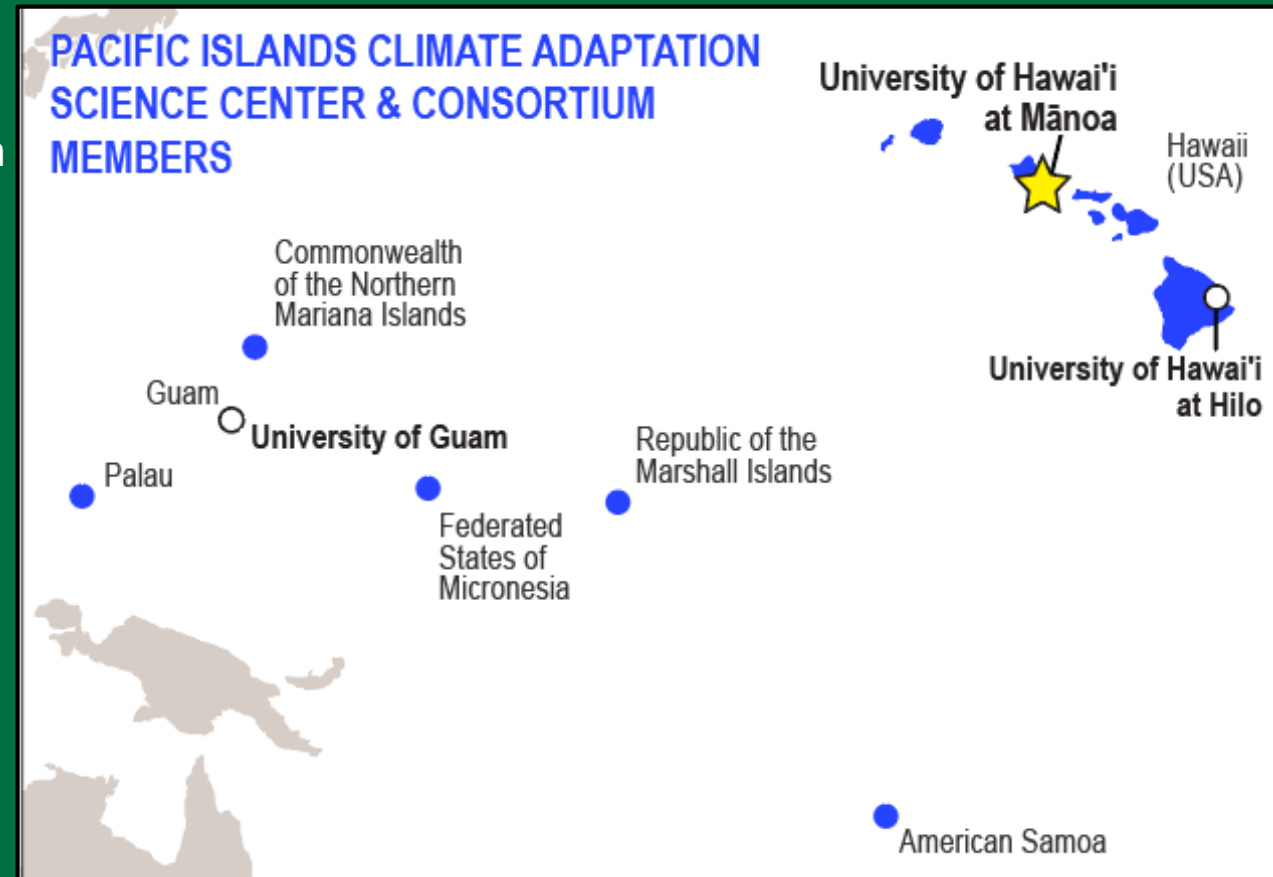 PACIFIC ISLANDS CLIMATE ADAPTATION
SCIENCE CENTER & CONSORTIUM
MEMBERS
University of Hawai'i
at Mānoa
Hawaii
(USA)
Commonwealth
of the Northern
Mariana Islands
University of Hawai'i
at Hilo
Guam
University of Guam
Republic of the
Marshall Islands
Palau
Federated
States of
Micronesia
American Samoa